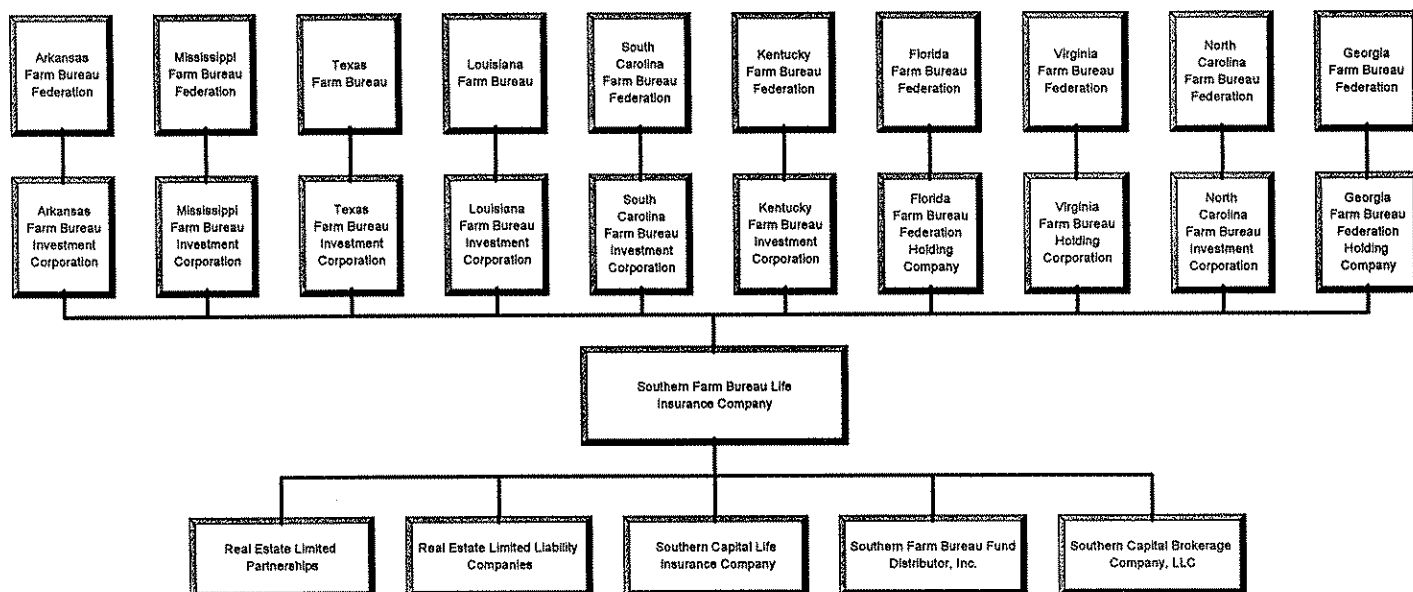 Arkansas
Farm Bureau
Federation
Mississippi
Farm Bureau
Federation
Texas
Farm Bureau
Louisiana
Farm Bureau
South
Carolina
Farm Bureau
Federation
Kentucky
Farm Bureau
Federation
Florida
Farm Bureau
Federation
Virginia
Farm Bureau
Federation
North
Carolina
Farm Bureau
Federation
Georgia
Farm Bureau
Federation
Arkansas
Farm Bureau
Investment
Corporation
Mississippi
Farm Bureau
Investment
Corporation
Texas
Farm Bureau
Investment
Corporation
Louisiana
Farm Bureau
Investment
Corporation
South
Carolina
Farm Bureau
Investment
Corporation
Kentucky
Farm Bureau
Investment
Corporation
Florida
Farm Bureau
Federation
Holding
Company
Virginia
Farm Bureau
Holding
Corporation
North
Carolina
Farm Bureau
Investment
Corporation
Georgia
Farm Bureau
Federation
Holding
Company
Southern Farm Bureau Life
Insurance Company
Real Estate Limited
Partnerships
Real Estate Limited Liability
Companies
Southern Capital Life
Insurance Company
Southern Farm Bureau Fund
Distributor, Inc.
Southern Capital Brokerage
Company, LLC